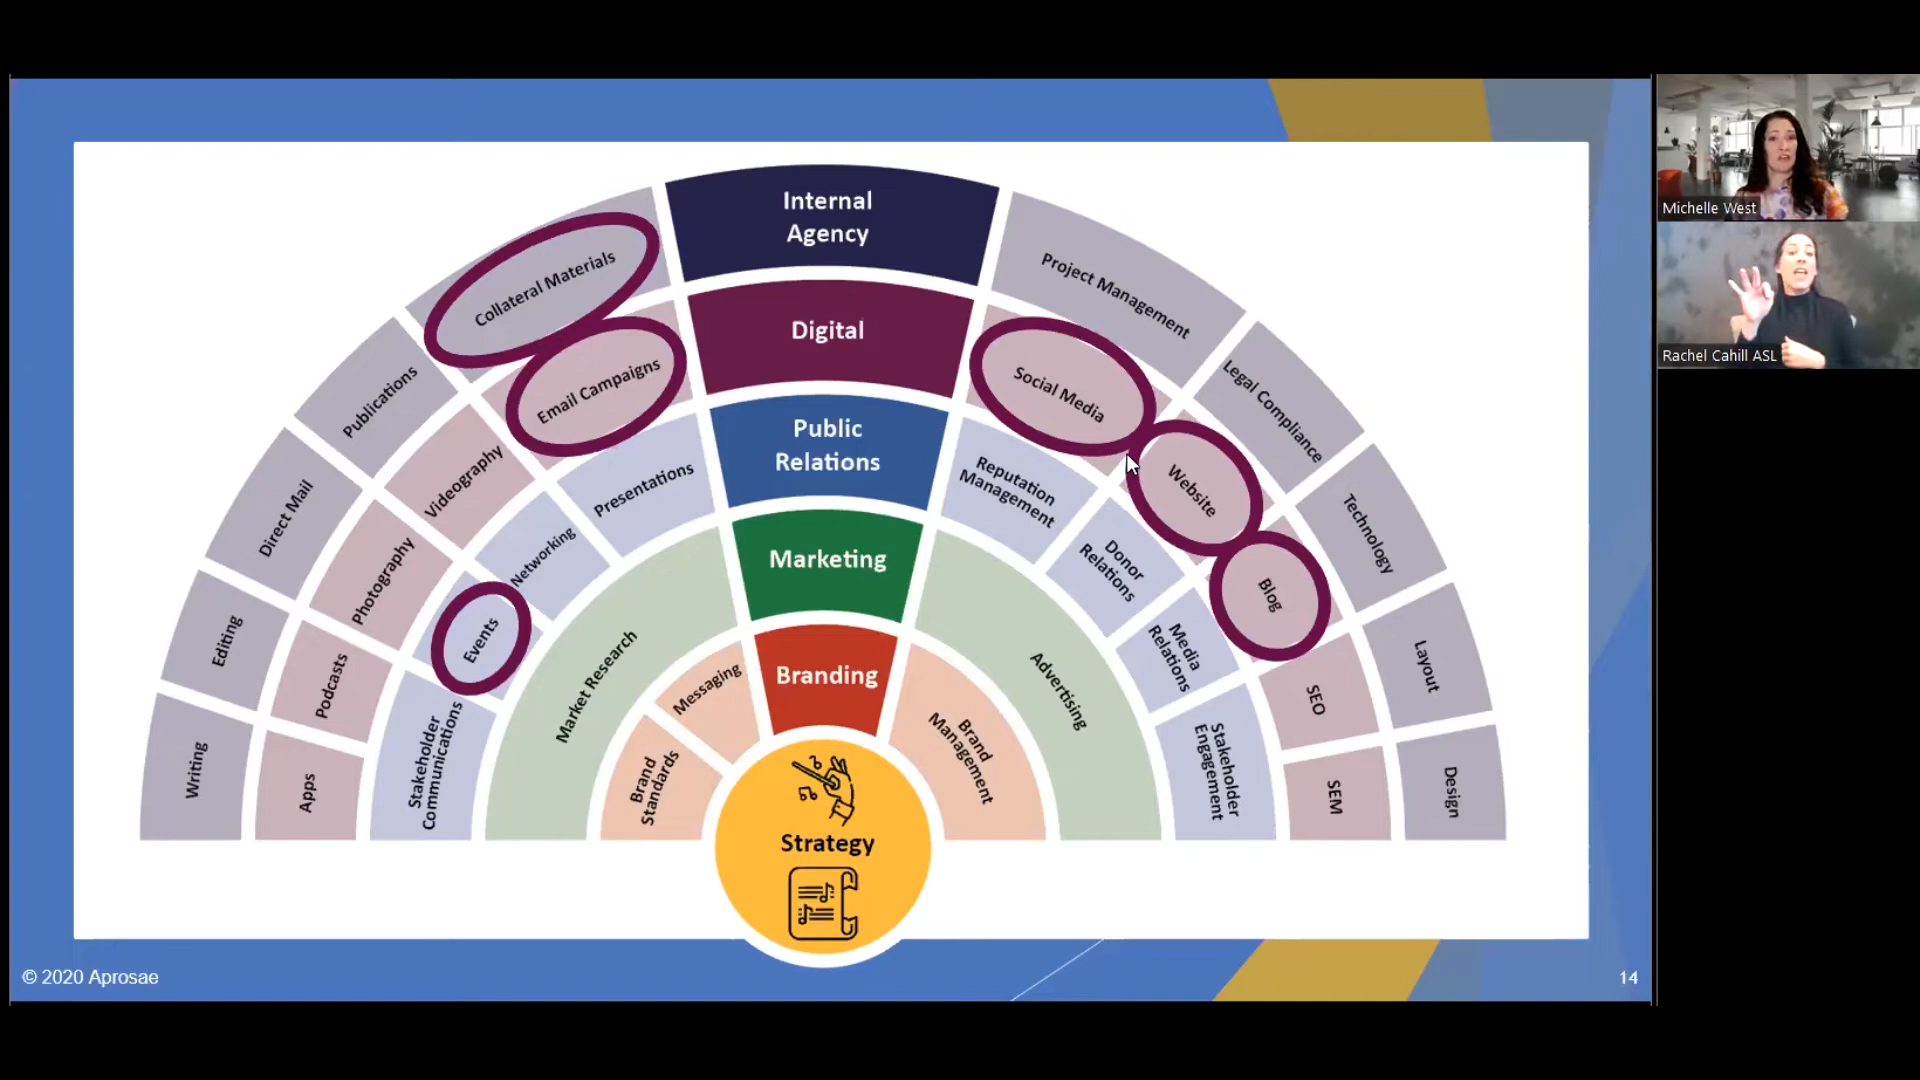 Internal
Agency
Digital
Public
Relations
Marketing
Branding
Strategy
Collateral Materials
Publications
Direct Mail
Editing
Writing
Email Campaigns
Videography
Photography
Podcasts
Apps
Presentations
Networking
Events
Stakeholder
Communications
Market Research
Messaging
Brand
Standards
Project Management
Legal Compliance
Technology
Layout
Design
Social Media
Website
Blog
SEO
SEM
Reputation
Management
Donor
Relations
Media
Relations
Stakeholder
Engagement
Advertising
Brand
Management
© 2020 Aprosae
14
Michelle West
Rachel Cahill ASL